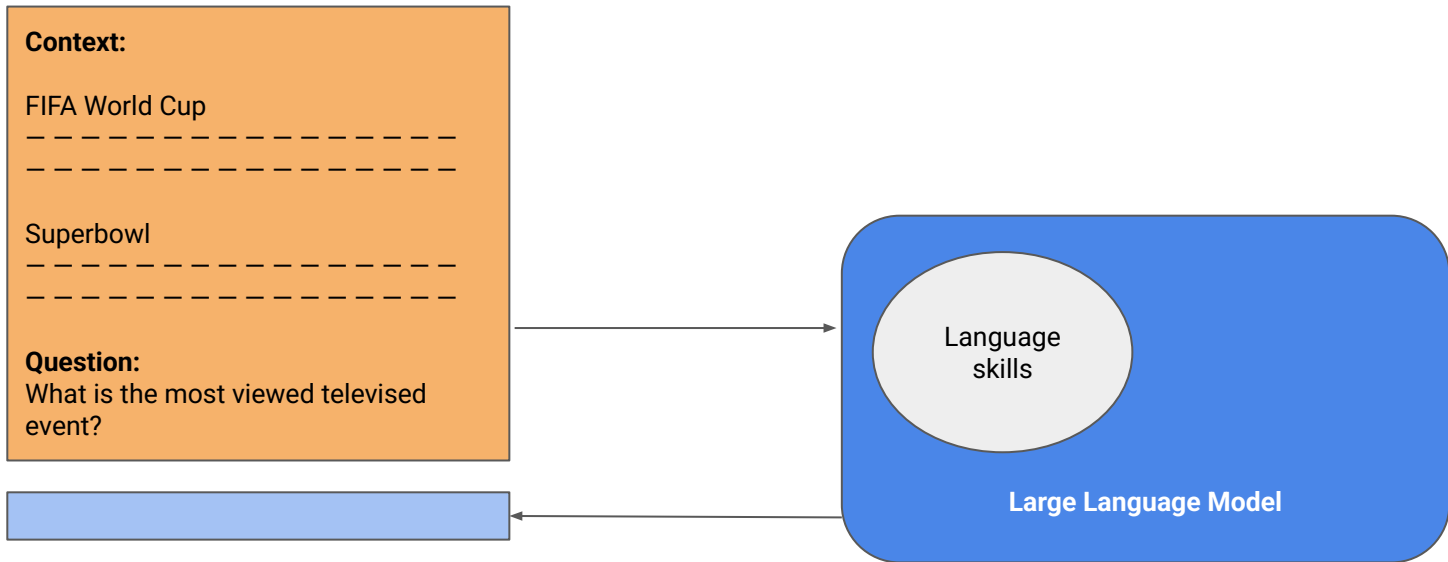 Context:
FIFA World Cup
_ _ _ _ _ _ _ _ _ _ _ _ _ _ _ _
_ _ _ _ _ _ _ _ _ _ _ _ _ _ _ _
Superbowl
_ _ _ _ _ _ _ _ _ _ _ _ _ _ _ _
_ _ _ _ _ _ _ _ _ _ _ _ _ _ _ _
Question:
What is the most viewed televised
event?
Language
skills
Large Language Model